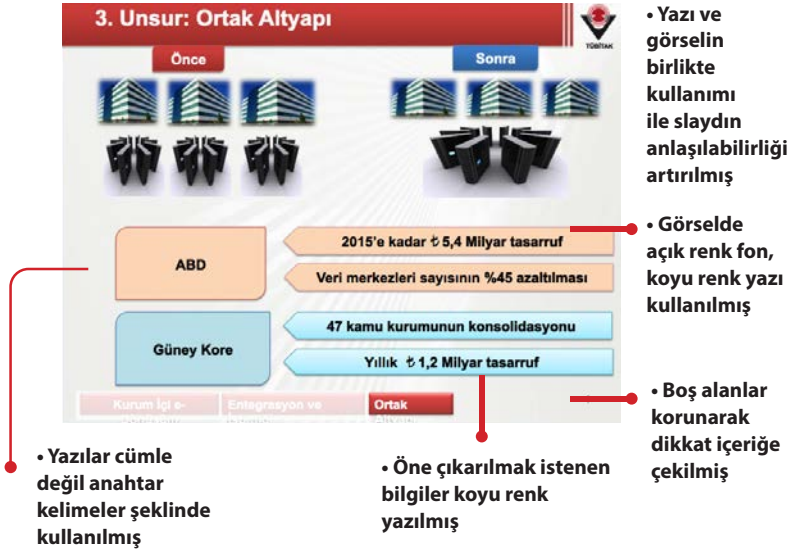 3. Unsur: Ortak Altyapı
TÜBİTAK
Önce
Sonra
ABD
2015'e kadar ₺ 5,4 Milyar tasarruf
Veri merkezleri sayısının %45 azaltılması
Güney Kore
47 kamu kurumunun konsolidasyonu
Yıllık ₺ 1,2 Milyar tasarruf
Kurum İçi e-
Entegrasyon ve
Ortak
Altyapı
• Yazı ve
görselin
birlikte
kullanımı
ile slaydın
anlaşılabilirliği
artırılmış
• Görselde
açık renk fon,
koyu renk yazı
kullanılmış
• Boş alanlar
korunarak
dikkat içeriğe
çekilmiş
• Yazılar cümle
değil anahtar
kelimeler şeklinde
kullanılmış
• Öne çıkarılmak istenen
bilgiler koyu renk
yazılmış